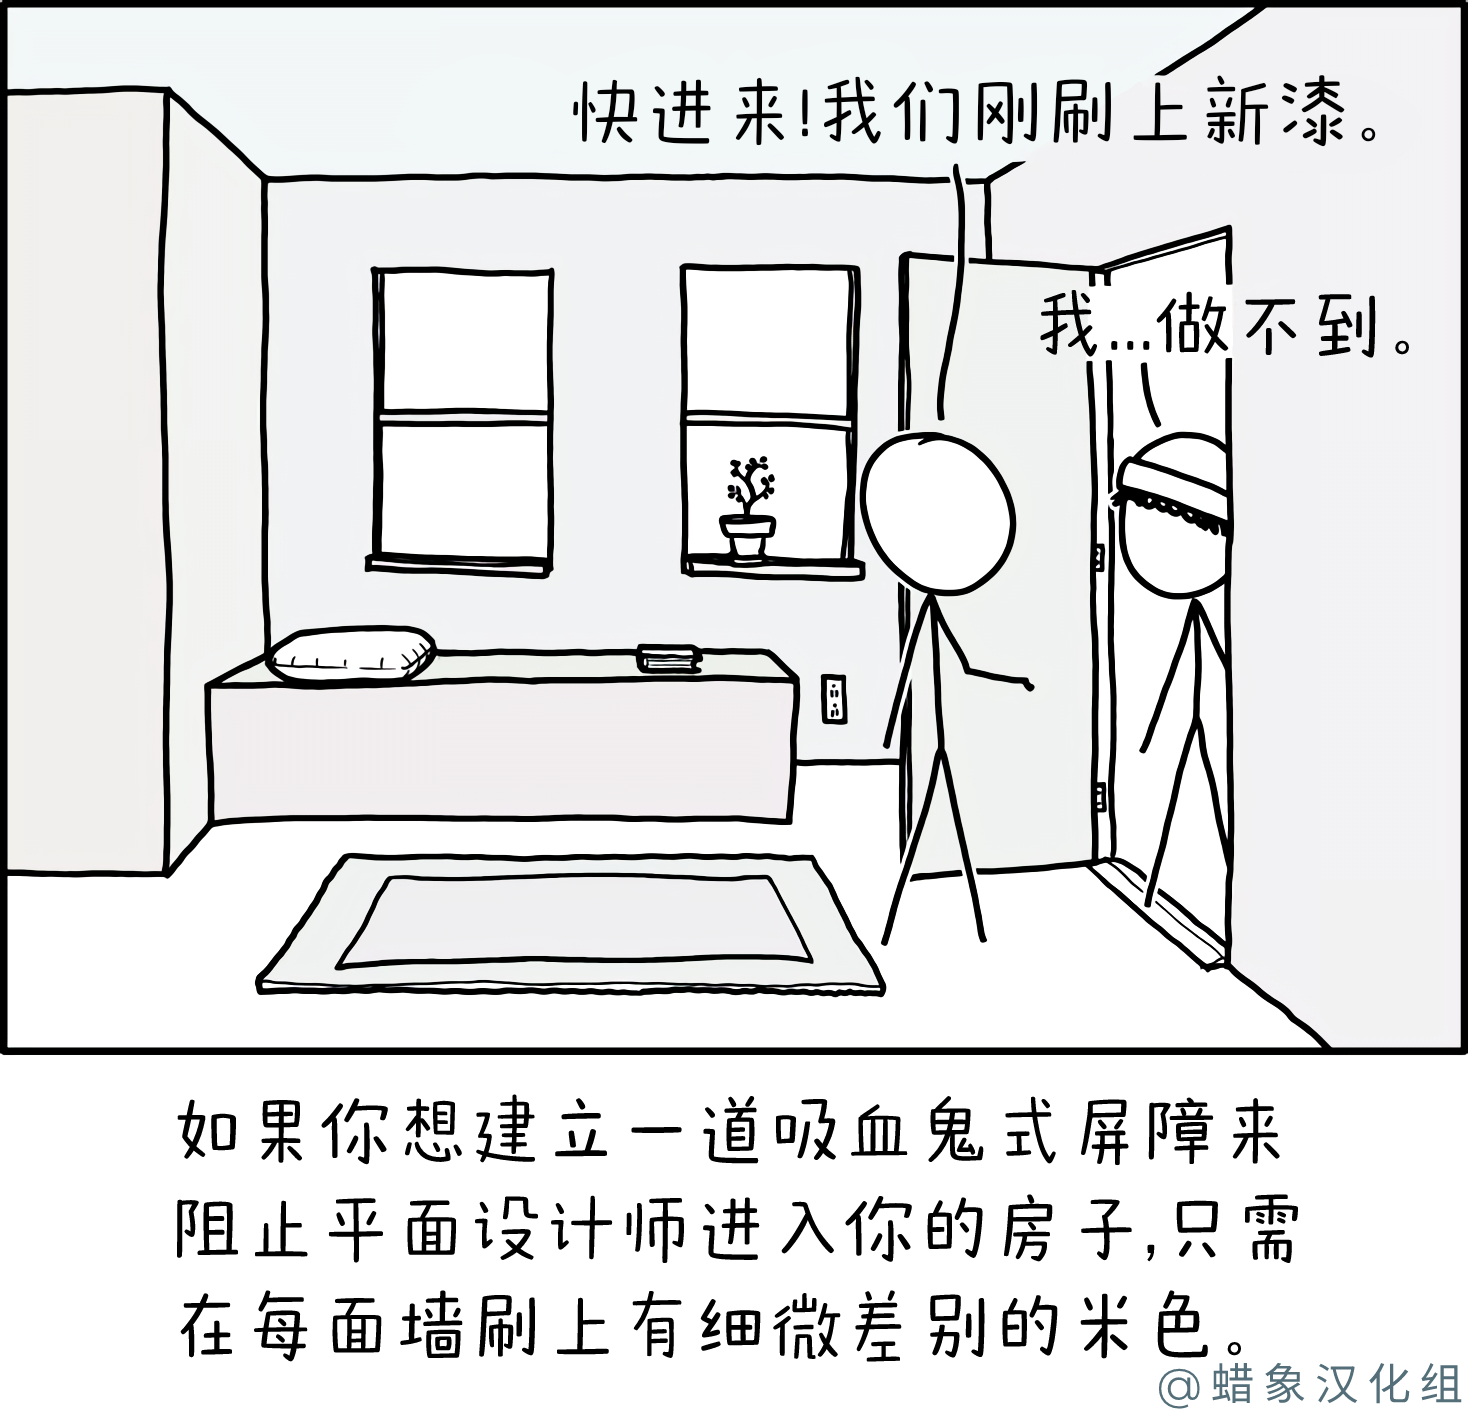 快进来!我们刚刷上新漆。
我...做不到。
如果你想建立一道吸血鬼式屏障来
阻止平面设计师进入你的房子,只需
在每面墙刷上有细微差别的米色。
@蜡象汉化组